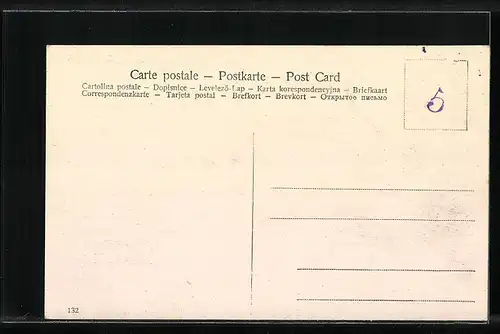 Carte postale – Postkarte – Post Card
Cartolina postale – Dopisnice – Levelező-Lap – Karta korespondencyjna – Briefkaart
Correspondenzkarte – Tarjeta postal – Brefkort – Brevkort – Открытое письмо
5
132